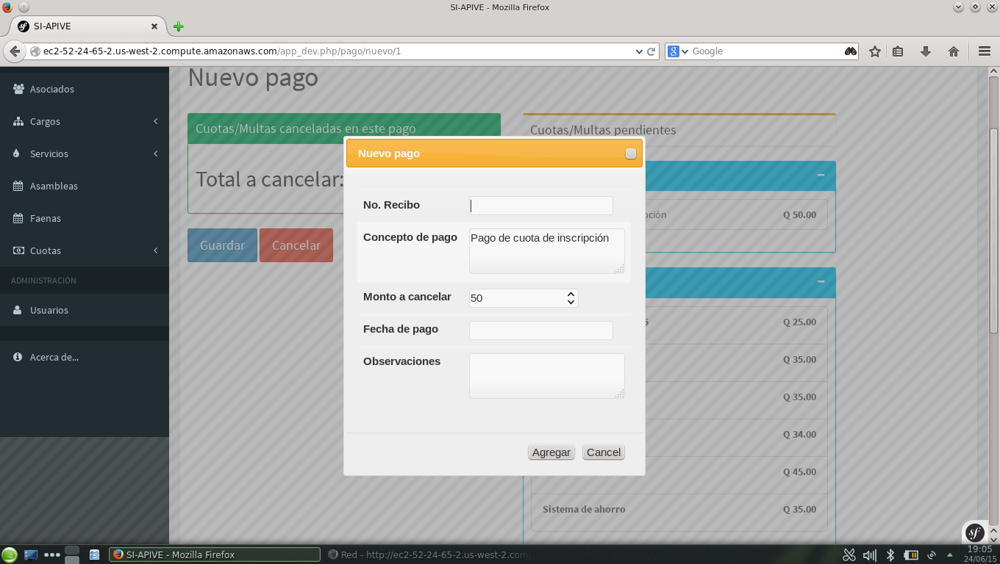 SI-APIVE - Mozilla Firefox
SI-APIVE
ec2-52-24-65-2.us-west-2.compute.amazonaws.com/app_dev.php/pago/nuevo/1
Google
Nuevo pago
Asociados
Cargos
Servicios
Asambleas
Faenas
Cuotas
ADMINISTRACIÓN
Usuarios
Acerca de...
Cuotas/Multas canceladas en este pago
Total a cancelar:
Guardar
Cancelar
Cuotas/Multas pendientes
Q 50.00
5
Q 25.00
Q 35.00
Q 35.00
Q 34.00
Q 45.00
Sistema de ahorro
Q 35.00
Nuevo pago
No. Recibo
Concepto de pago
Pago de cuota de inscripción
Monto a cancelar
50
Fecha de pago
Observaciones
Agregar
Cancel
SI-APIVE - Mozilla Firefox
Red - http://ec2-52-24-65-2.us-west-2.com
19:05
24/06/15